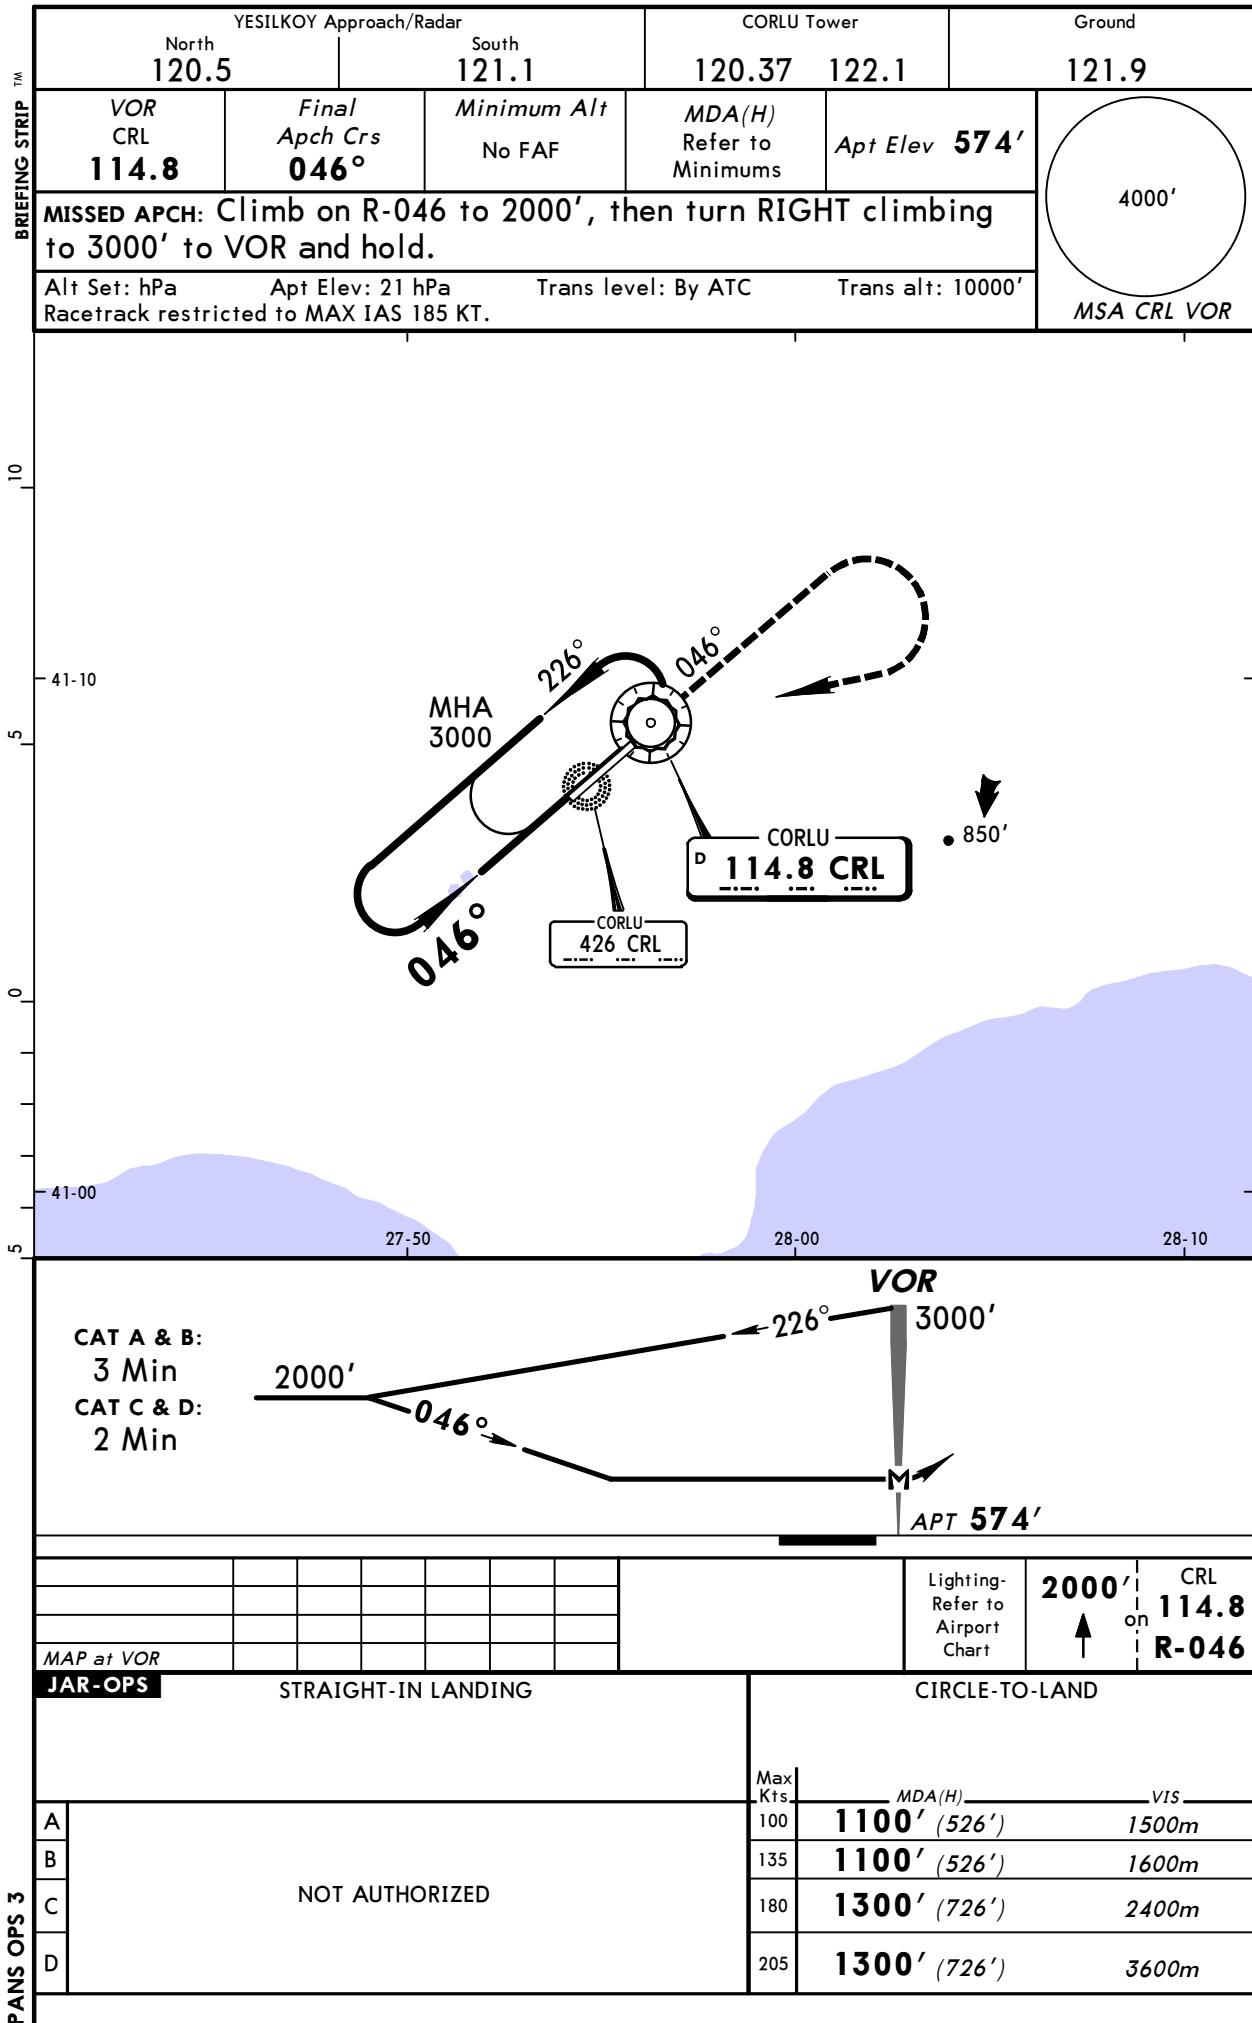 YESILKOY Approach/Radar
North
120.5
South
121.1
CORLU Tower
120.37 122.1
Ground
121.9
BRIEFING STRIP TM
VOR
CRL
114.8
Final
Apch Crs
046°
Minimum Alt
No FAF
MDA(H)
Refer to
Minimums
Apt Elev 574'
4000'
MSA CRL VOR
MISSED APCH: Climb on R-046 to 2000', then turn RIGHT climbing
to 3000' to VOR and hold.
Alt Set: hPa Apt Elev: 21 hPa Trans level: By ATC Trans alt: 10000'
Racetrack restricted to MAX IAS 185 KT.
10
5
0
5
41-10
41-00
27-50
28-00
28-10
226°
046°
MHA
3000
046°
CORLU
D 114.8 CRL
CORLU
426 CRL
850'
VOR
3000'
226°
CAT A & B:
3 Min
CAT C & D:
2 Min
2000'
046°
M
APT 574'
MAP at VOR
Lighting-
Refer to
Airport
Chart
2000'
on
CRL
114.8
R-046
JAR-OPS
STRAIGHT-IN LANDING
CIRCLE-TO-LAND
Max
Kts
MDA(H)
VIS
A
100 1100' (526') 1500m
B
135 1100' (526') 1600m
C
NOT AUTHORIZED
180 1300' (726') 2400m
D
205 1300' (726') 3600m
PANS OPS 3